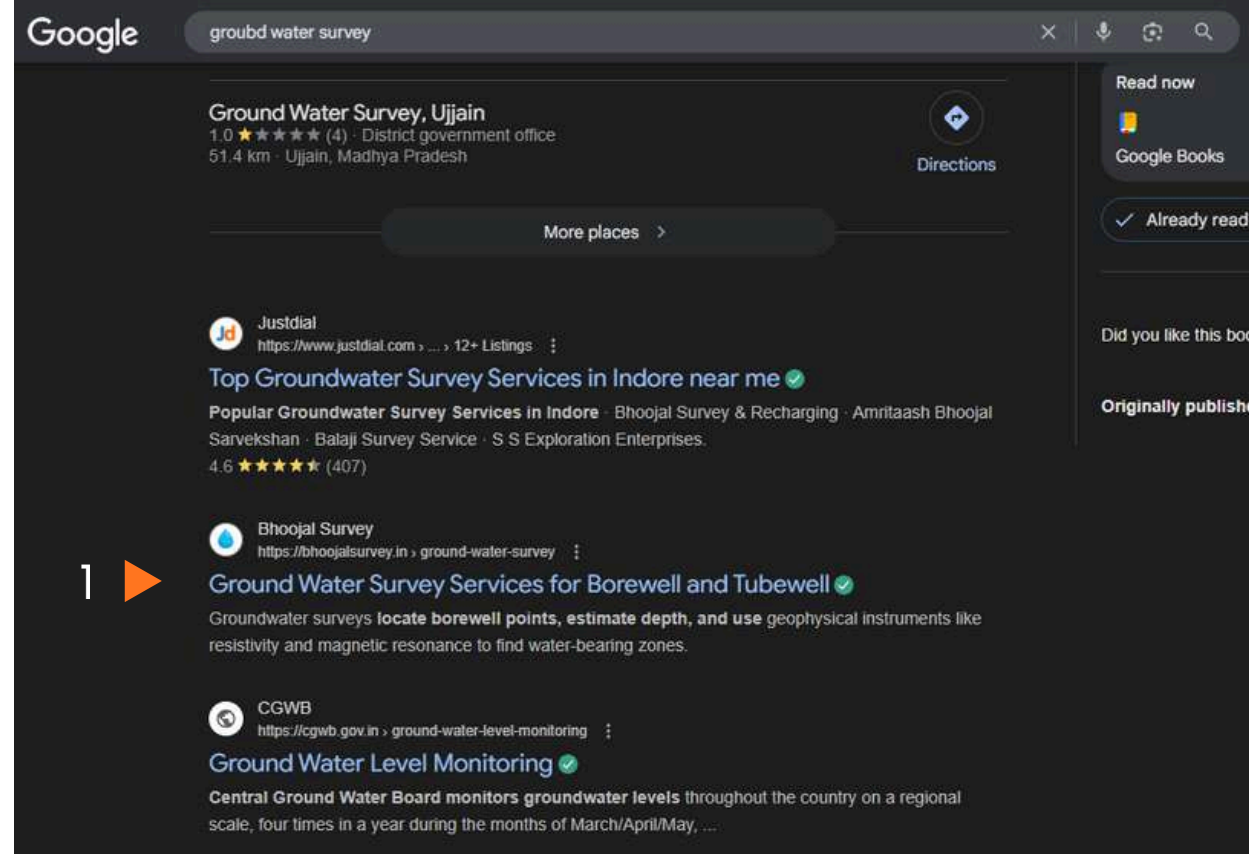 Google
groubd water survey
Ground Water Survey, Ujjain
1.0 ★★★★★ (4) · District government office
51.4 km · Ujjain, Madhya Pradesh
Directions
More places >
Jd
Justdial
https://www.justdial.com › ... › 12+ Listings
Top Groundwater Survey Services in Indore near me
Popular Groundwater Survey Services in Indore · Bhoojal Survey & Recharging · Amritaash Bhoojal
Sarvekshan · Balaji Survey Service · S S Exploration Enterprises.
4.6 ★★★★★ (407)
1
Bhoojal Survey
https://bhoojalsurvey.in › ground-water-survey
Ground Water Survey Services for Borewell and Tubewell
Groundwater surveys locate borewell points, estimate depth, and use geophysical instruments like
resistivity and magnetic resonance to find water-bearing zones.
CGWB
https://cgwb.gov.in › ground-water-level-monitoring
Ground Water Level Monitoring
Central Ground Water Board monitors groundwater levels throughout the country on a regional
scale, four times in a year during the months of March/April/May, ...
Read now
Google Books
Already read
Did you like this boo
Originally publishe